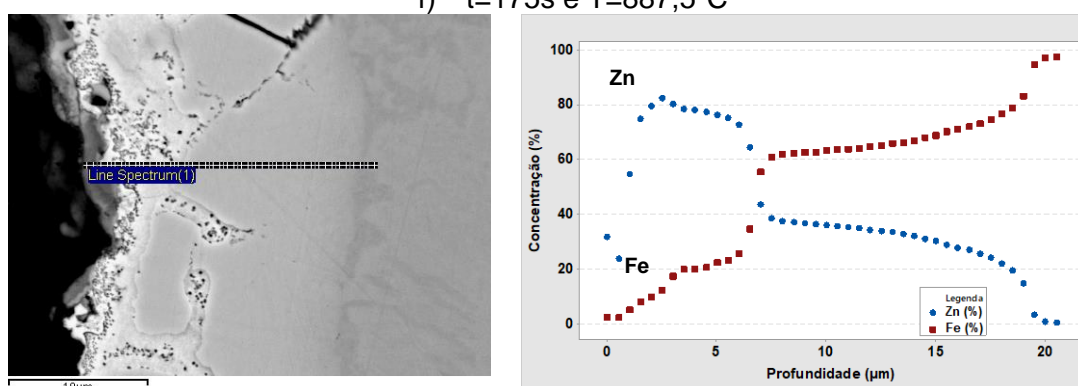 t=175s e T=887,5°C
Line Spectrum(1)
Concentração (%)
100
80
60
40
20
0
Zn
Fe
Legenda
Zn (%)
Fe (%)
0
5
10
15
20
Profundidade (µm)